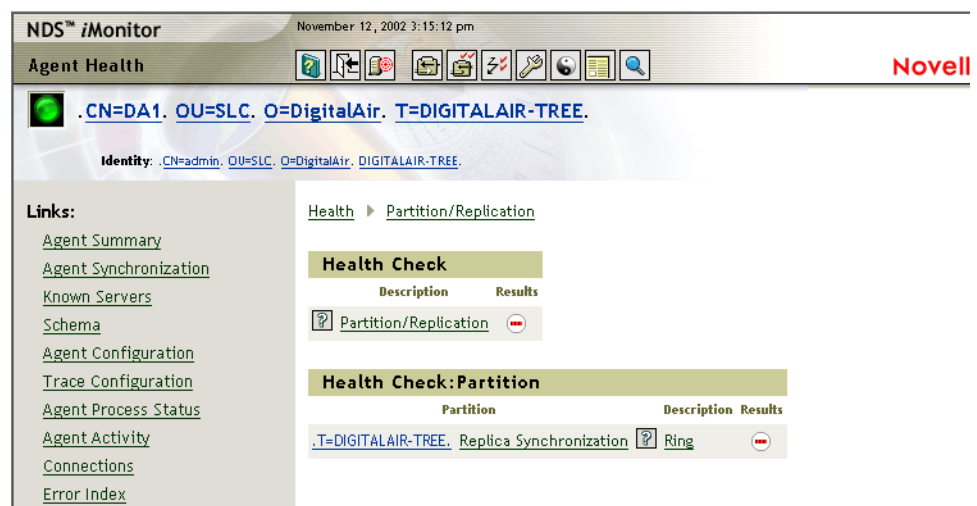 NDS™ iMonitor
November 12, 2002 3:15:12 pm
Agent Health
Novell
.CN=DA1. OU=SLC. O=DigitalAir. T=DIGITALAIR-TREE.
Identity: .CN=admin. OU=SLC. O=DigitalAir. DIGITALAIR-TREE.
Links:
Agent Summary
Agent Synchronization
Known Servers
Schema
Agent Configuration
Trace Configuration
Agent Process Status
Agent Activity
Connections
Error Index
Health Partition/Replication
Health Check
Description Results
? Partition/Replication
Health Check:Partition
Partition Description Results
.T=DIGITALAIR-TREE. Replica Synchronization ? Ring